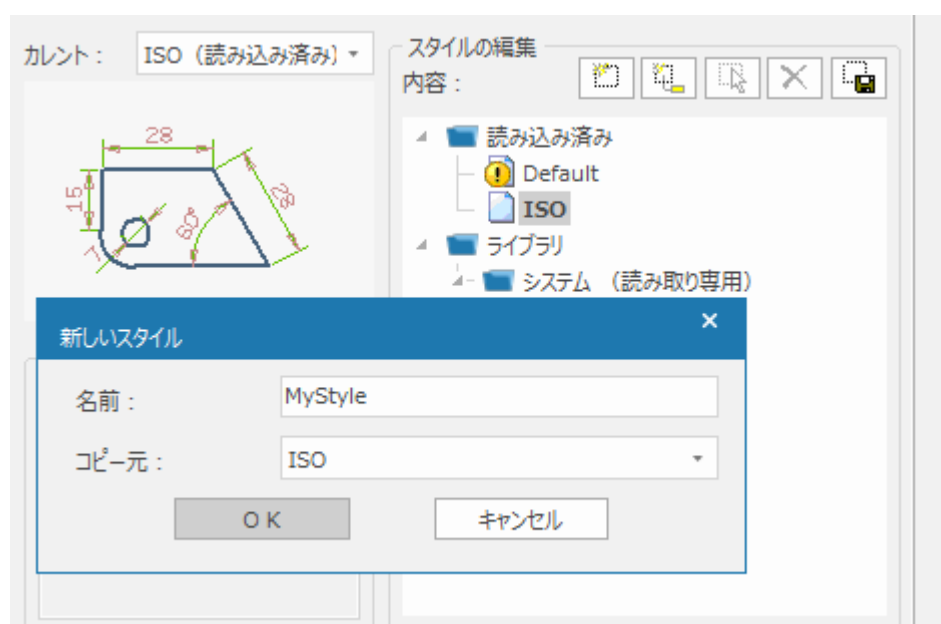 カレント： ISO（読み込み済み）
スタイルの編集
内容：
28
15
60°
7
読み込み済み
Default
ISO
ライブラリ
システム （読み取り専用）
新しいスタイル
名前： MyStyle
コピー元： ISO
OK
キャンセル